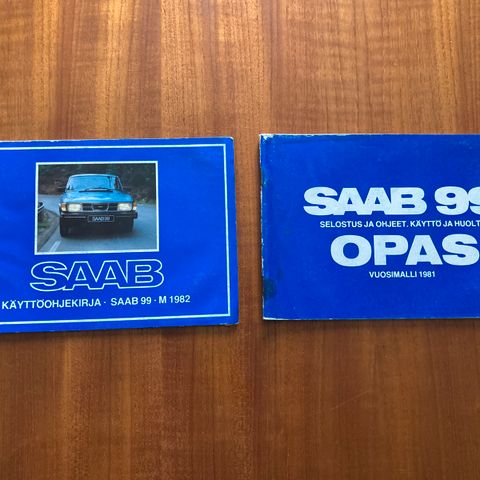 SAAB 99
SAAB
KÄYTTÖOHJEKIRJA · SAAB 99 · M 1982
SAAB 99
SELOSTUS JA OHJEET, KÄYTTÖ JA HUOLT
OPAS
VUOSIMALLI 1981